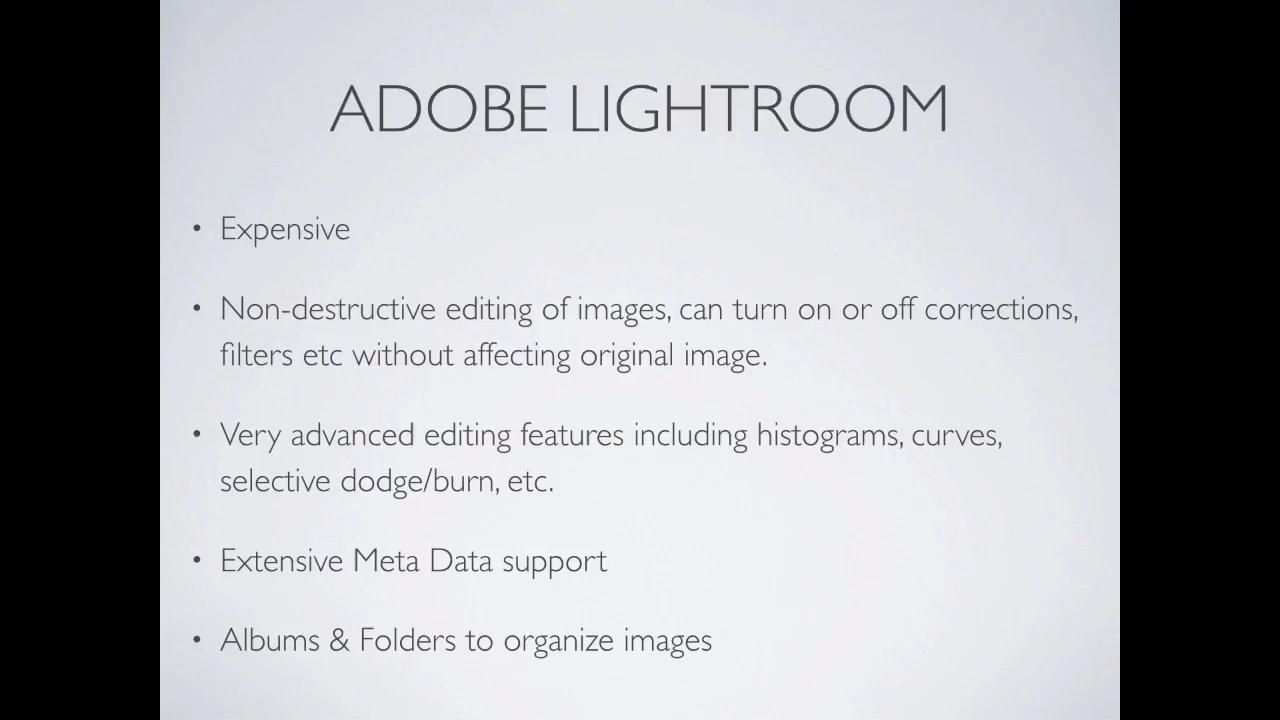 ADOBE LIGHTROOM
• Expensive
• Non-destructive editing of images, can turn on or off corrections,
filters etc without affecting original image.
• Very advanced editing features including histograms, curves,
selective dodge/burn, etc.
• Extensive Meta Data support
• Albums & Folders to organize images